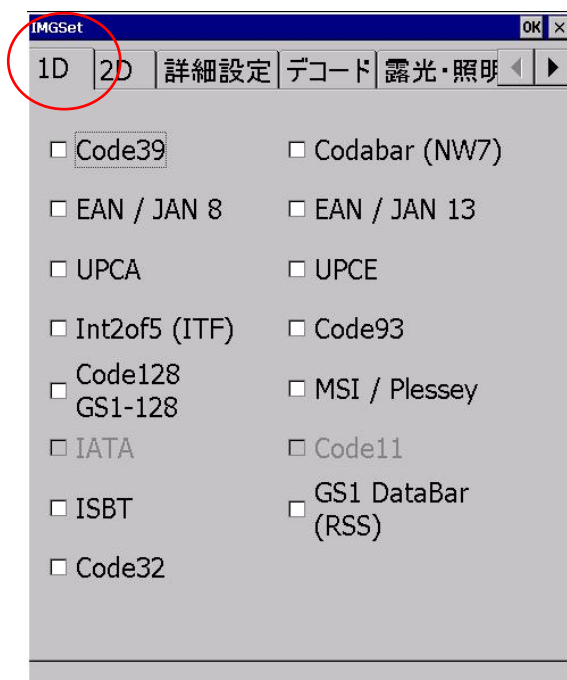 IMGSet OK ×
1D 2D 詳細設定 デコード 露光・照明
Code39 Codabar (NW7)
EAN / JAN 8 EAN / JAN 13
UPCA UPCE
Int2of5 (ITF) Code93
Code128
GS1-128
MSI / Plessey
IATA Code11
ISBT
GS1 DataBar
(RSS)
Code32